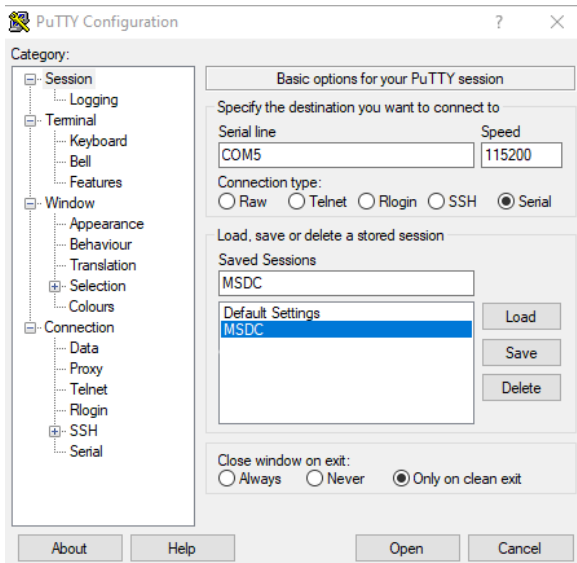 PuTTY Configuration
Category:
Session
Logging
Terminal
Keyboard
Bell
Features
Window
Appearance
Behaviour
Translation
Selection
Colours
Connection
Data
Proxy
Telnet
Rlogin
SSH
Serial
Basic options for your PuTTY session
Specify the destination you want to connect to
Serial line Speed
COM5 115200
Connection type:
Raw Telnet Rlogin SSH Serial
Load, save or delete a stored session
Saved Sessions
MSDC
Default Settings
MSDC
Load
Save
Delete
Close window on exit:
Always Never Only on clean exit
About Help Open Cancel